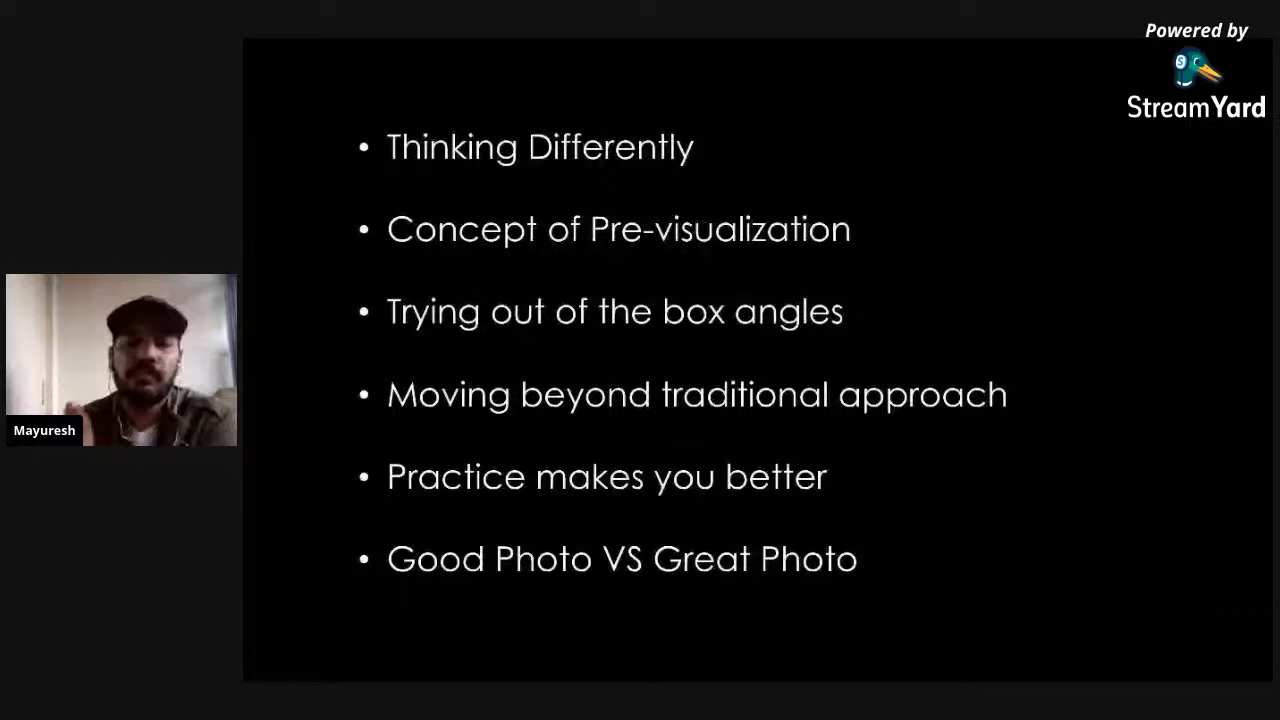 Powered by
StreamYard
• Thinking Differently
• Concept of Pre-visualization
• Trying out of the box angles
• Moving beyond traditional approach
• Practice makes you better
• Good Photo VS Great Photo
Mayuresh